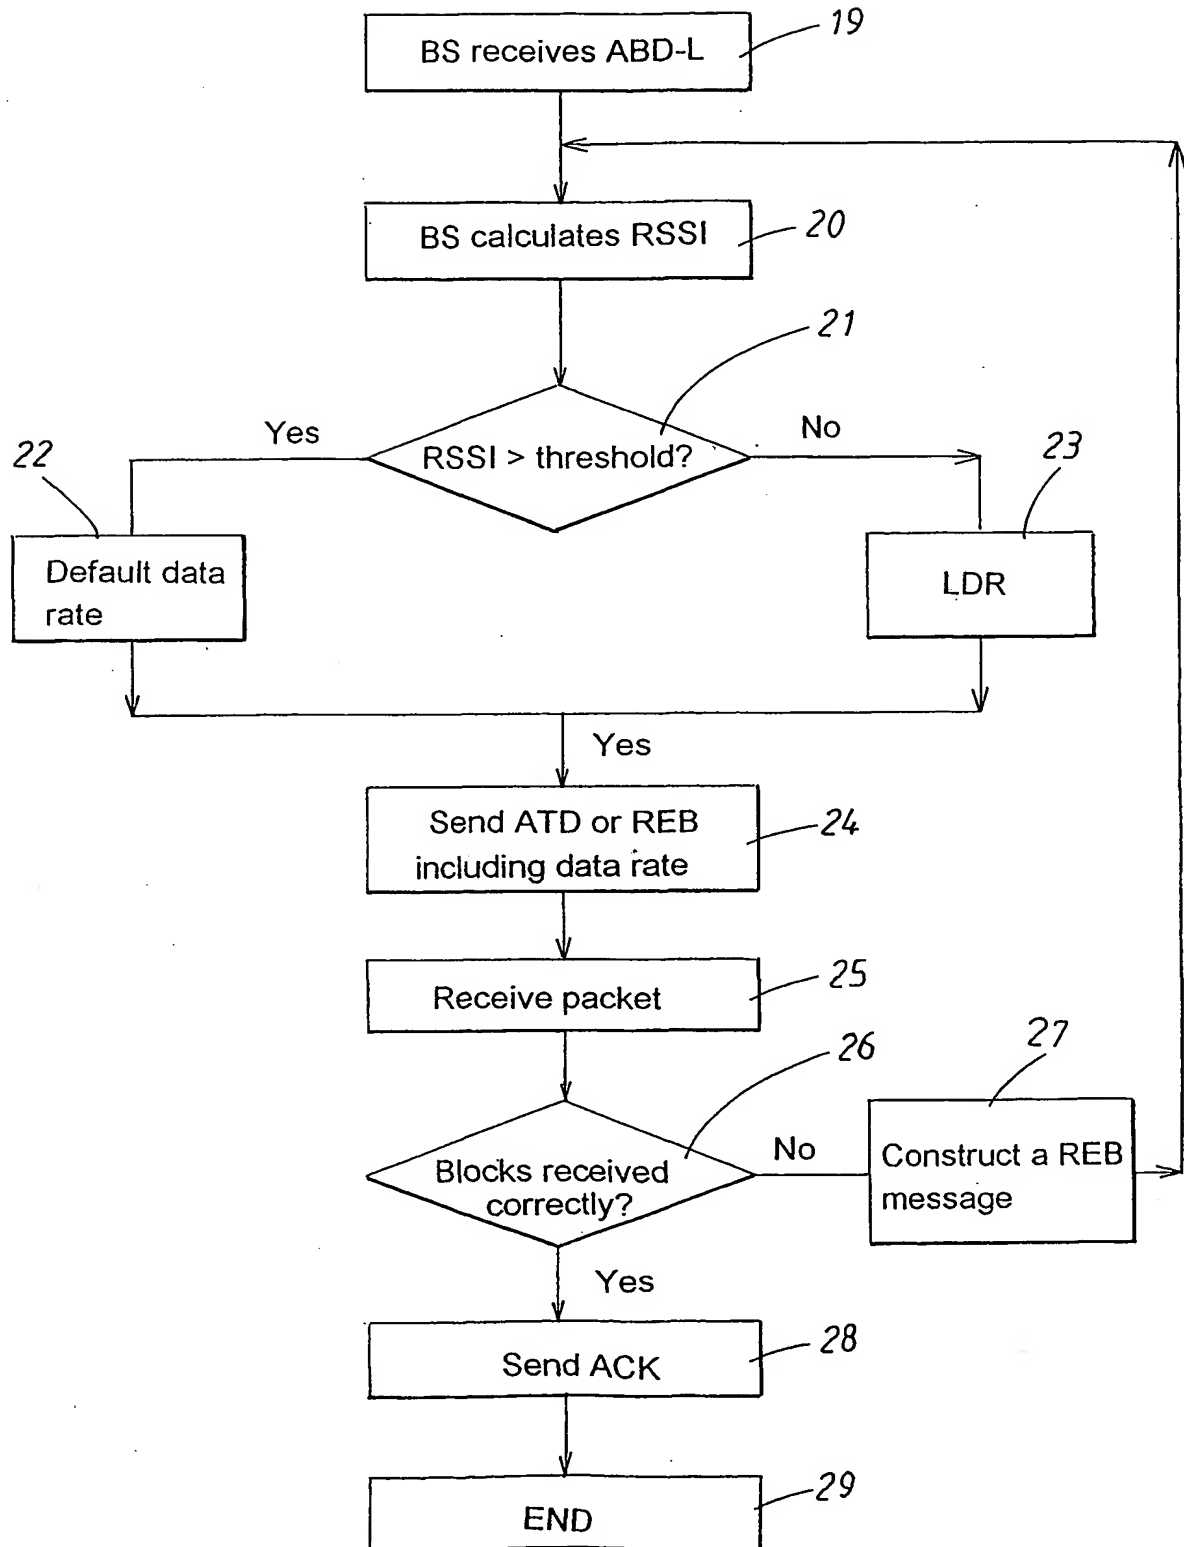 19
BS receives ABD-L
BS calculates RSSI
20
21
Yes
No
RSSI > threshold?
22
23
Default data
rate
LDR
Yes
Send ATD or REB
including data rate
24
Receive packet
25
26
27
Blocks received
correctly?
No
Construct a REB
message
Yes
Send ACK
28
END
29